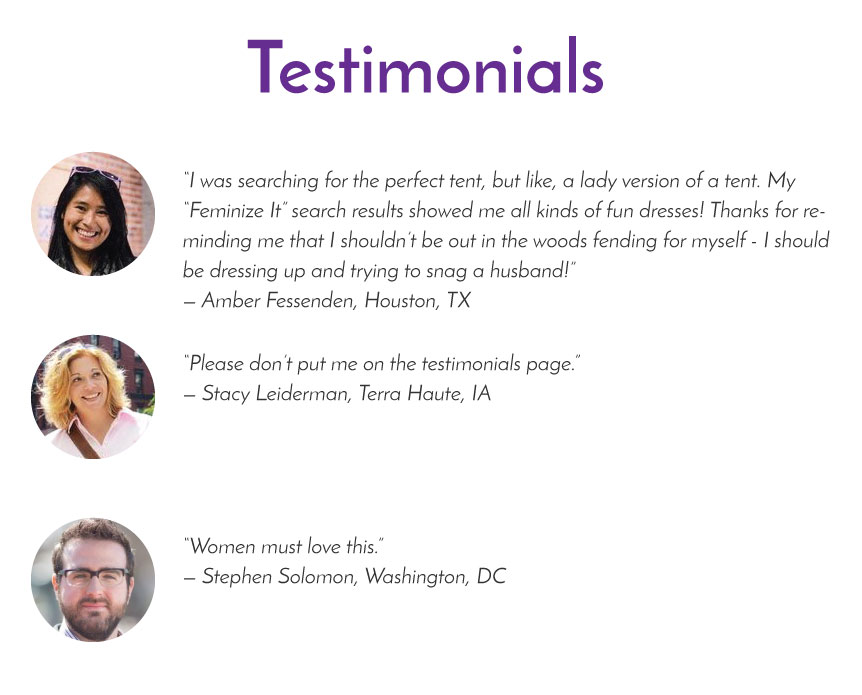 Testimonials
“I was searching for the perfect tent, but like, a lady version of a tent. My
“Feminize It” search results showed me all kinds of fun dresses! Thanks for re-
minding me that I shouldn’t be out in the woods fending for myself - I should
be dressing up and trying to snag a husband!”
– Amber Fessenden, Houston, TX
“Please don’t put me on the testimonials page.”
– Stacy Leiderman, Terra Haute, IA
“Women must love this.”
– Stephen Solomon, Washington, DC